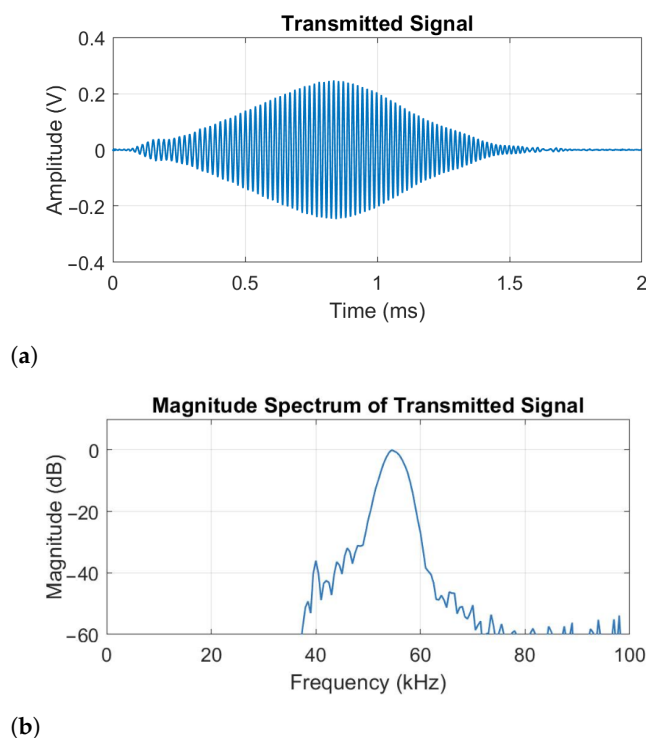 Transmitted Signal
0.4
0.2
0
−0.2
−0.4
Amplitude (V)
0 0.5 1 1.5 2
Time (ms)
(a)
Magnitude Spectrum of Transmitted Signal
0
−20
−40
−60
Magnitude (dB)
0 20 40 60 80 100
Frequency (kHz)
(b)